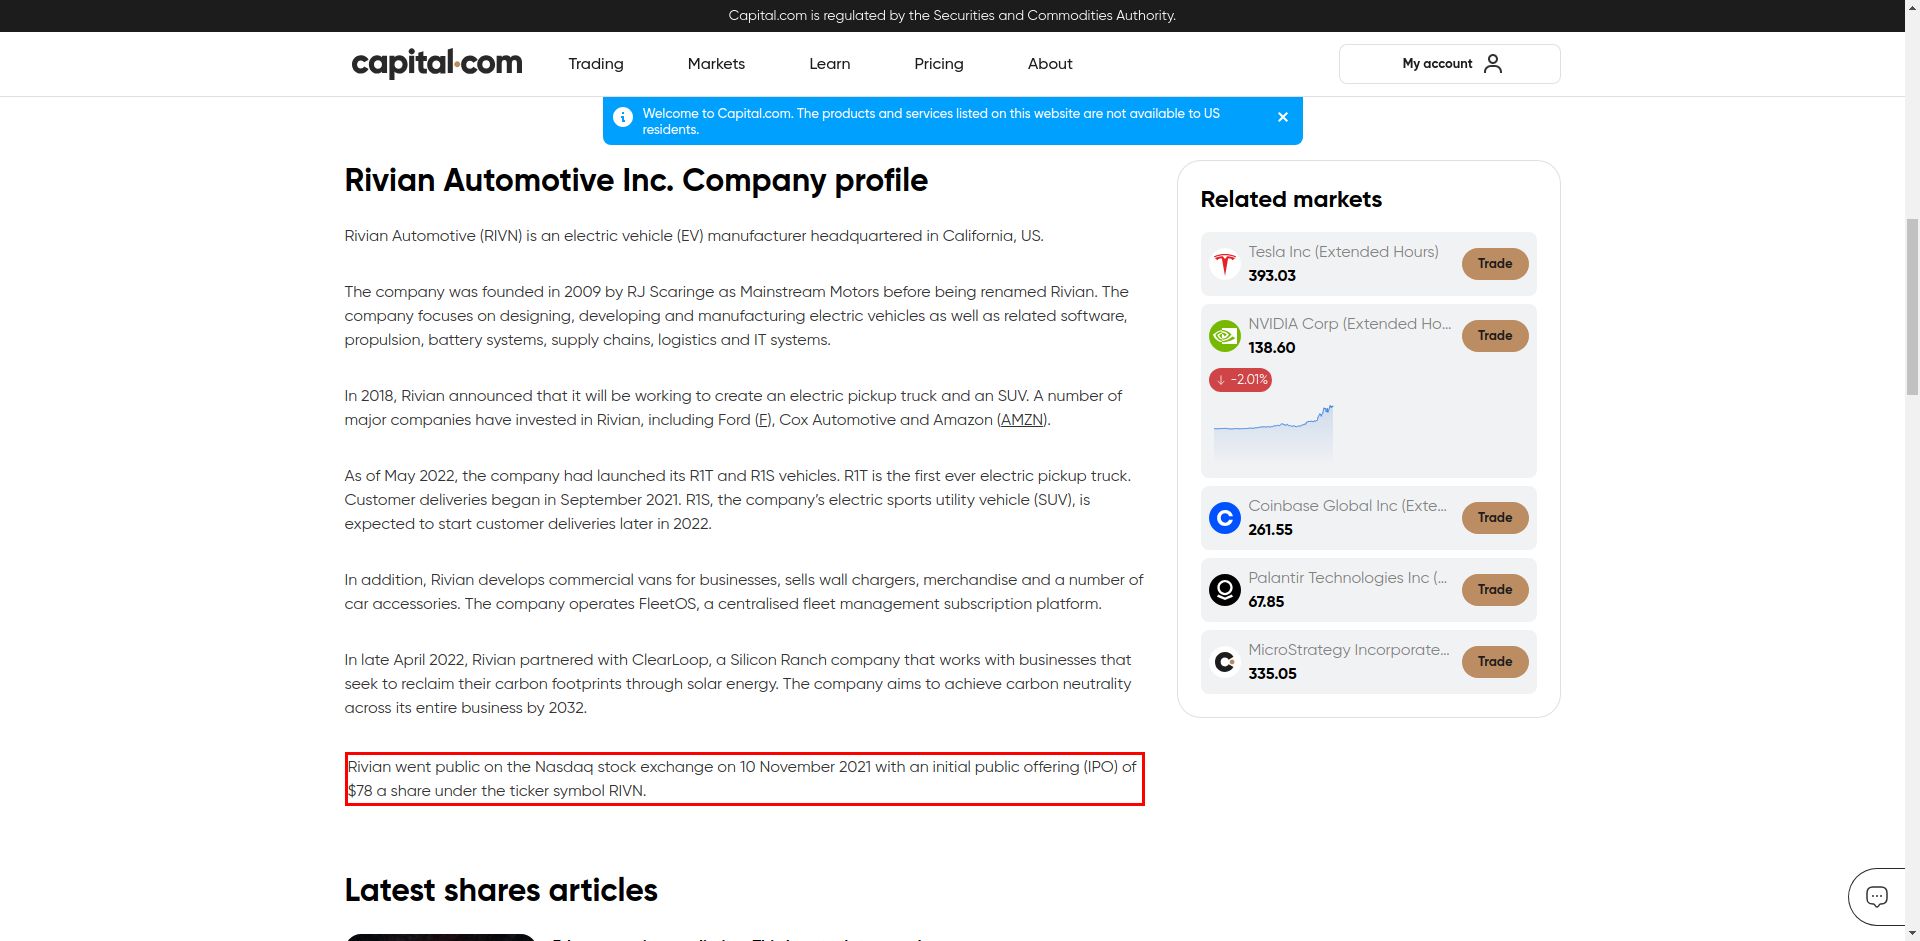 Capital.com is regulated by the Securities and Commodities Authority.
capital.com
Trading
Markets
Learn
Pricing
About
My account
Welcome to Capital.com. The products and services listed on this website are not available to US
residents.
Rivian Automotive Inc. Company profile
Rivian Automotive (RIVN) is an electric vehicle (EV) manufacturer headquartered in California, US.
The company was founded in 2009 by RJ Scaringe as Mainstream Motors before being renamed Rivian. The
company focuses on designing, developing and manufacturing electric vehicles as well as related software,
propulsion, battery systems, supply chains, logistics and IT systems.
In 2018, Rivian announced that it will be working to create an electric pickup truck and an SUV. A number of
major companies have invested in Rivian, including Ford (F), Cox Automotive and Amazon (AMZN).
As of May 2022, the company had launched its R1T and R1S vehicles. R1T is the first ever electric pickup truck.
Customer deliveries began in September 2021. R1S, the company’s electric sports utility vehicle (SUV), is
expected to start customer deliveries later in 2022.
In addition, Rivian develops commercial vans for businesses, sells wall chargers, merchandise and a number of
car accessories. The company operates FleetOS, a centralised fleet management subscription platform.
In late April 2022, Rivian partnered with ClearLoop, a Silicon Ranch company that works with businesses that
seek to reclaim their carbon footprints through solar energy. The company aims to achieve carbon neutrality
across its entire business by 2032.
Rivian went public on the Nasdaq stock exchange on 10 November 2021 with an initial public offering (IPO) of
$78 a share under the ticker symbol RIVN.
Latest shares articles
Related markets
Tesla Inc (Extended Hours)
393.03
Trade
NVIDIA Corp (Extended Ho...
138.60
Trade
↓ -2.01%
Coinbase Global Inc (Exte...
261.55
Trade
Palantir Technologies Inc (...
67.85
Trade
MicroStrategy Incorporate...
335.05
Trade